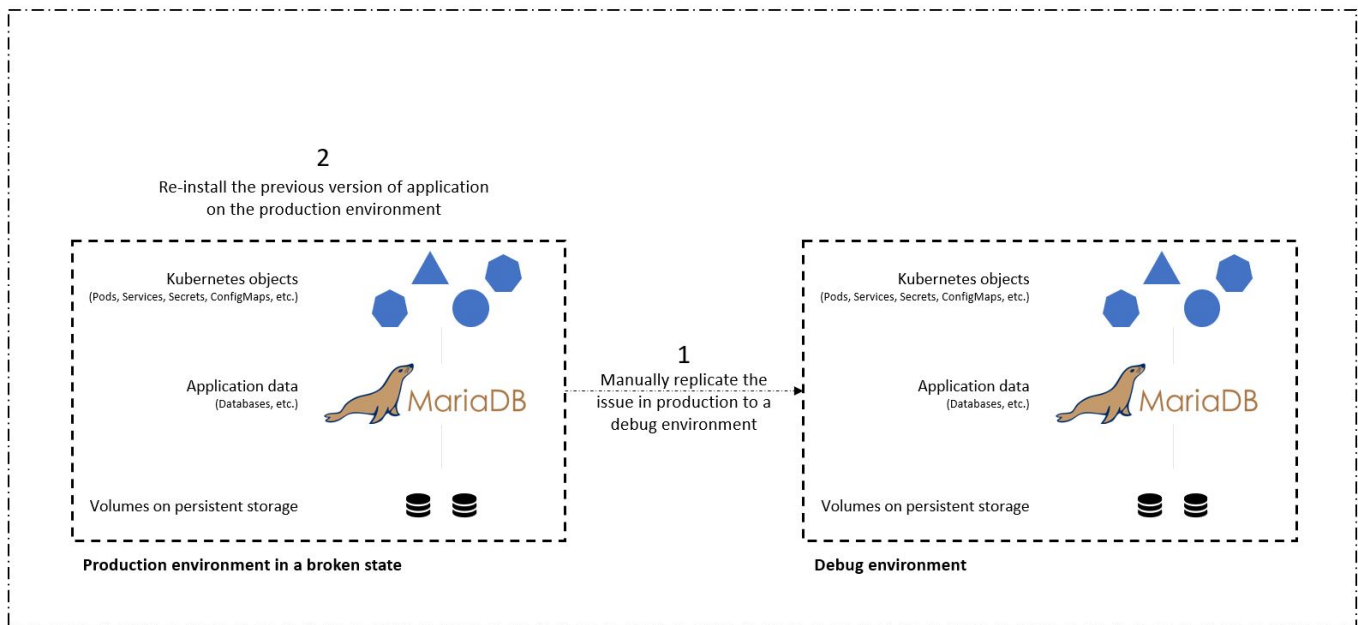 2
Re-install the previous version of application
on the production environment
Kubernetes objects
(Pods, Services, Secrets, ConfigMaps, etc.)
Application data
(Databases, etc.)
MariaDB
Volumes on persistent storage
Production environment in a broken state
1
Manually replicate the
issue in production to a
debug environment
Kubernetes objects
(Pods, Services, Secrets, ConfigMaps, etc.)
Application data
(Databases, etc.)
MariaDB
Volumes on persistent storage
Debug environment